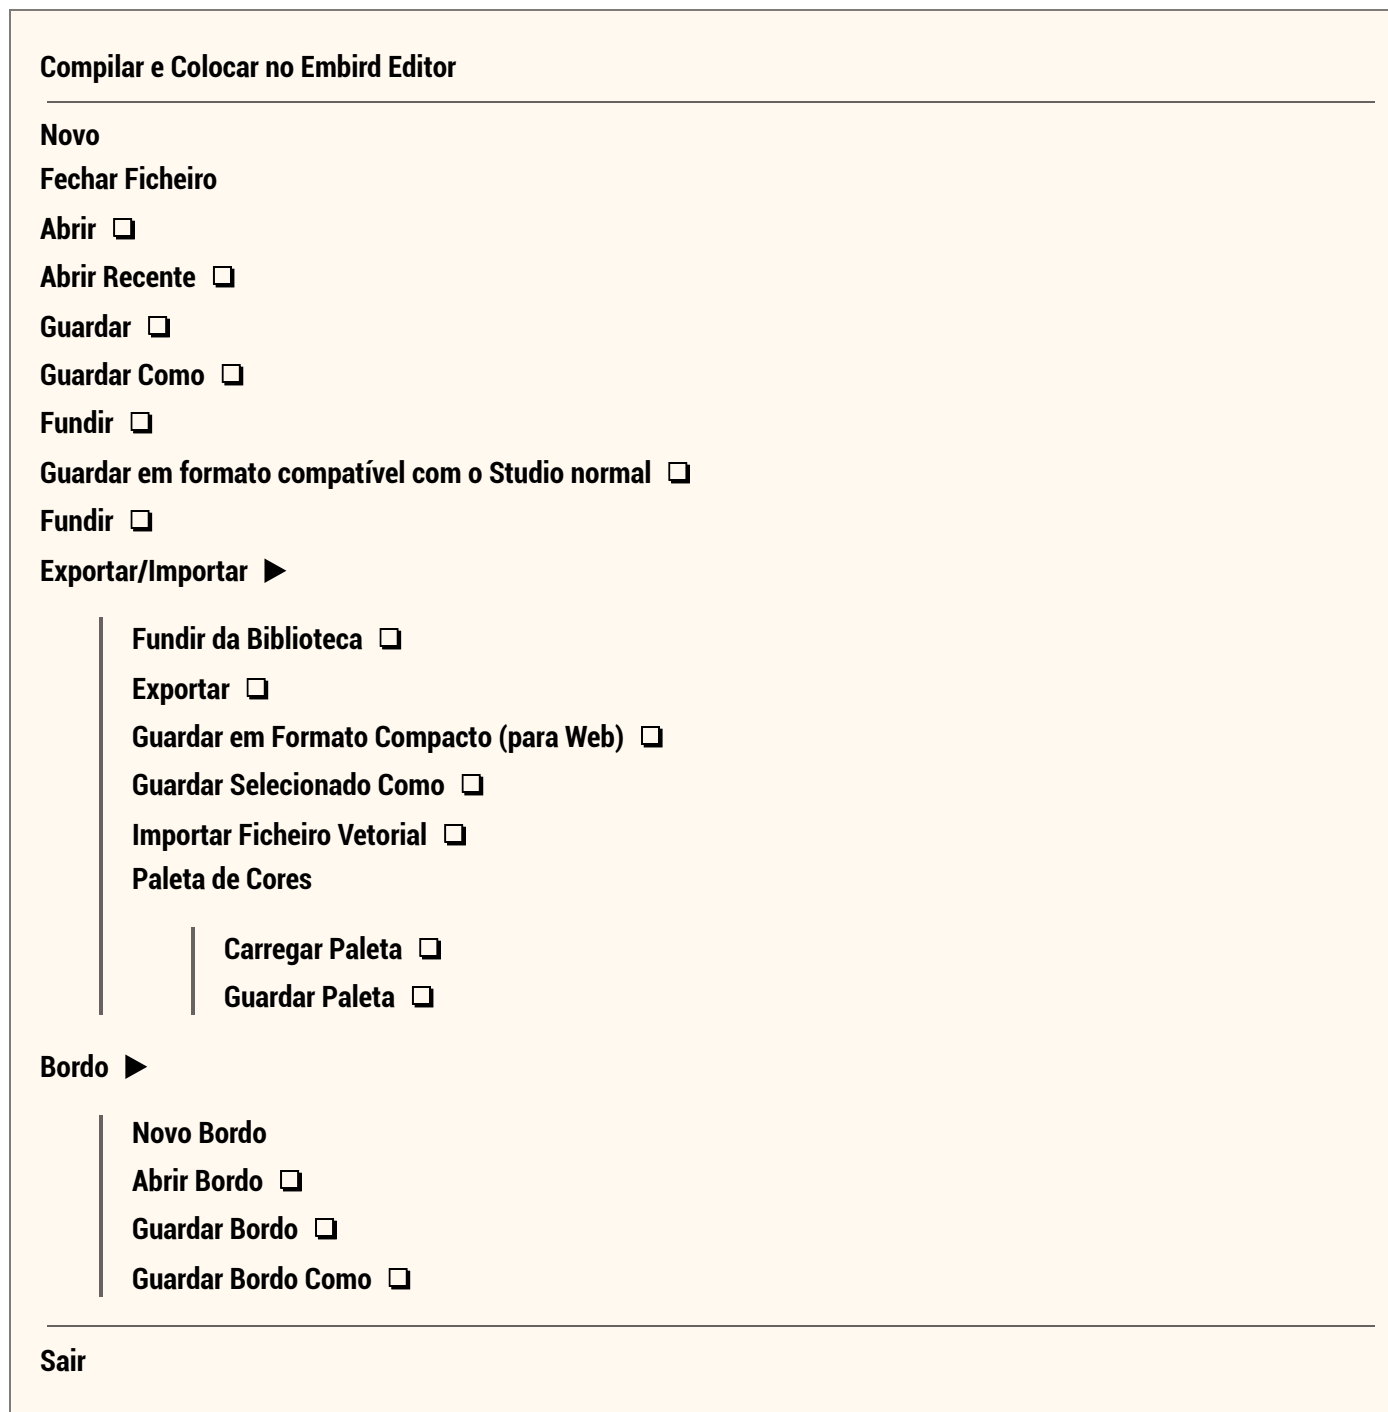 Compilar e Colocar no Embird Editor
Novo
Fechar Ficheiro
Abrir ❏
Abrir Recente ❏
Guardar ❏
Guardar Como ❏
Fundir ❏
Guardar em formato compatível com o Studio normal ❏
Fundir ❏
Exportar/Importar ▶
Fundir da Biblioteca ❏
Exportar ❏
Guardar em Formato Compacto (para Web) ❏
Guardar Selecionado Como ❏
Importar Ficheiro Vetorial ❏
Paleta de Cores
Carregar Paleta ❏
Guardar Paleta ❏
Bordo ▶
Novo Bordo
Abrir Bordo ❏
Guardar Bordo ❏
Guardar Bordo Como ❏
Sair